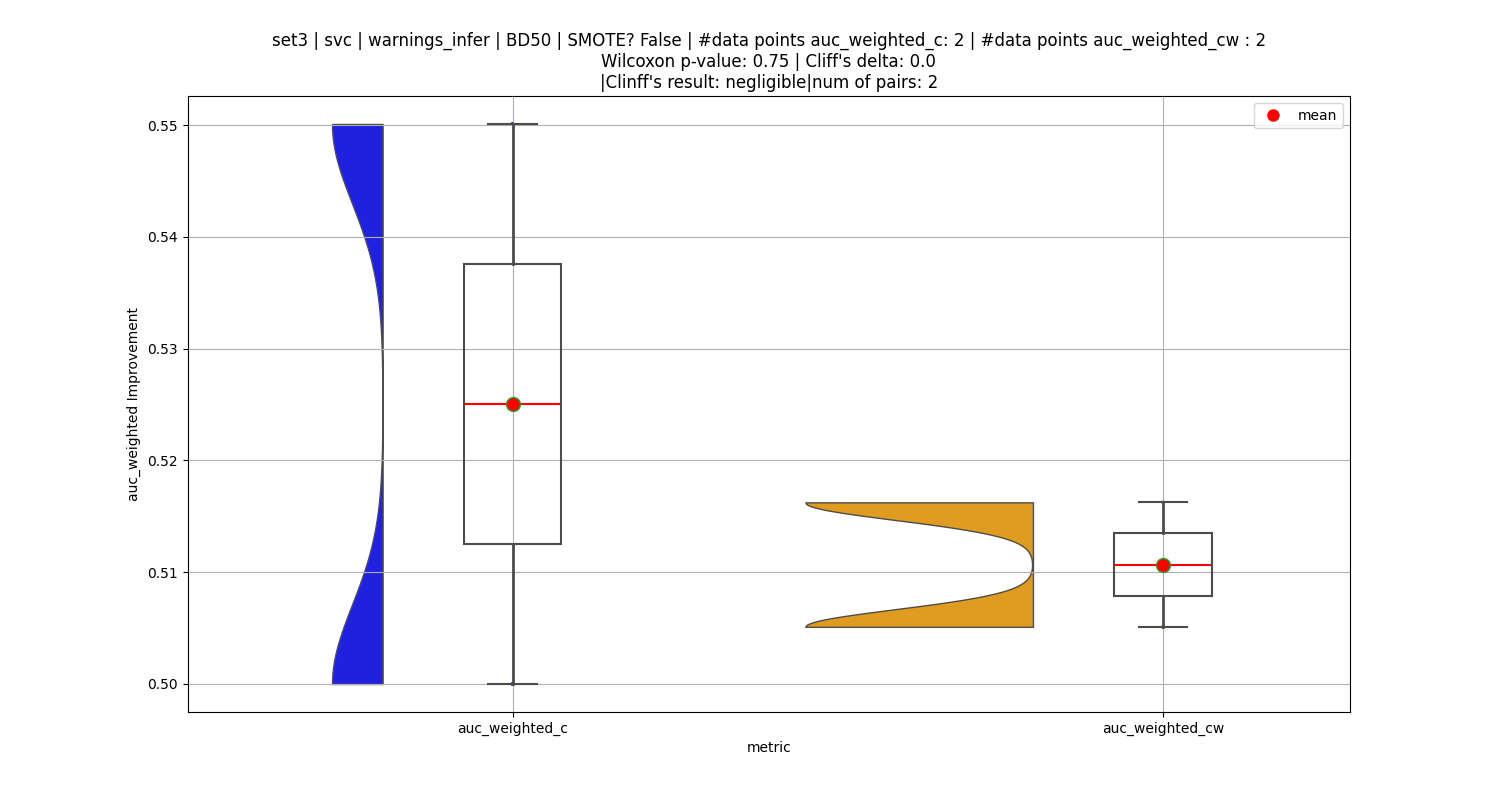 set3 | svc | warnings_infer | BD50 | SMOTE? False | #data points auc_weighted_c: 2 | #data points auc_weighted_cw : 2
Wilcoxon p-value: 0.75 | Cliff's delta: 0.0
|Clinff's result: negligible|num of pairs: 2
mean
0.55
0.54
0.53
0.52
0.51
0.50
auc_weighted Improvement
auc_weighted_c
auc_weighted_cw
metric